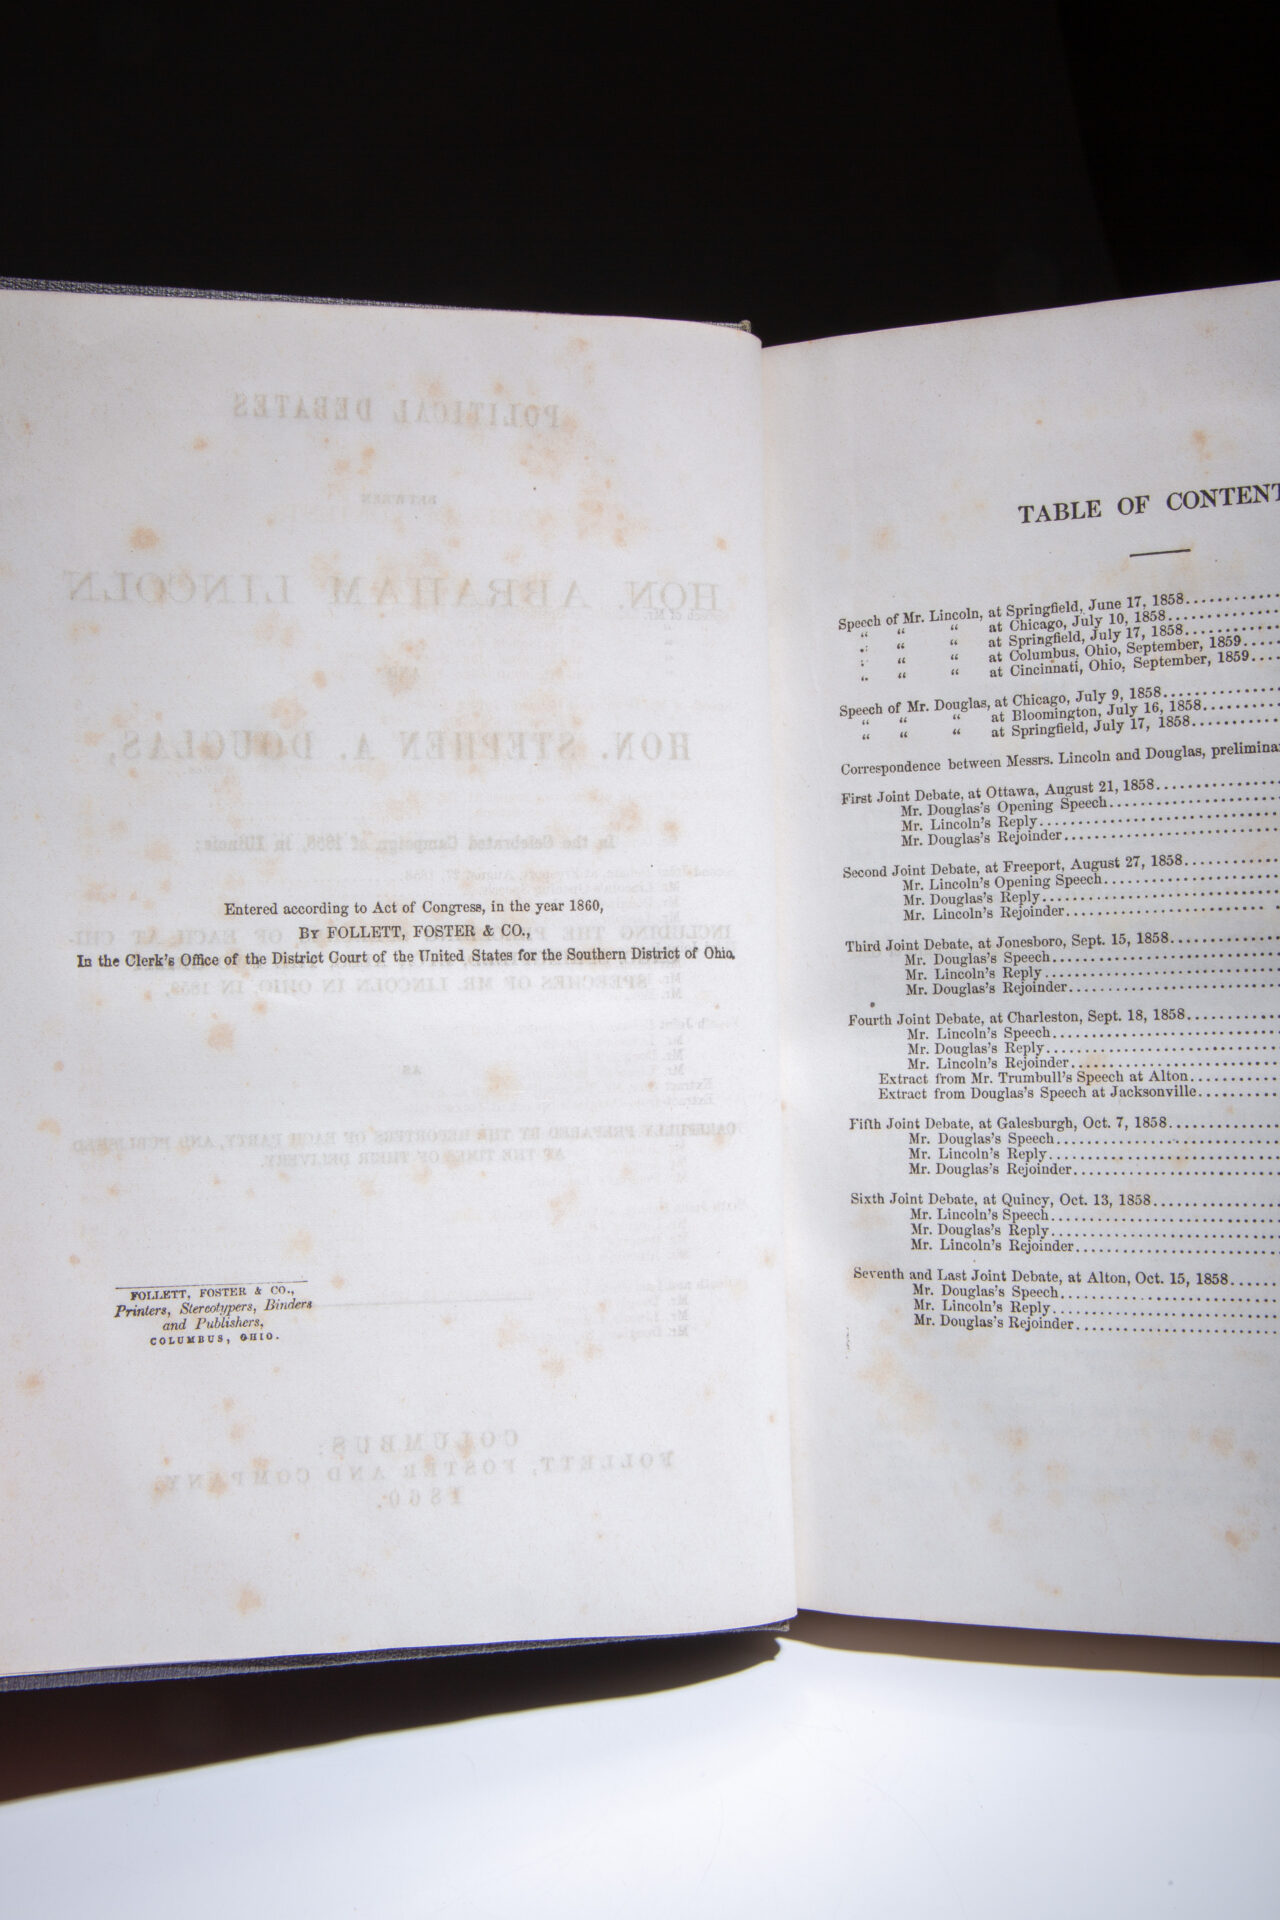 Entered according to Act of Congress, in the year 1860,
BY FOLLETT, FOSTER & CO.,
In the Clerk's Office of the District Court of the United States for the Southern District of Ohio,
FOLLETT, FOSTER & CO.,
Printers, Stereotypers, Binders
and Publishers,
COLUMBUS, OHIO.
TABLE OF CONTENT
Speech of Mr. Lincoln, at Springfield, June 17, 1858
“ “ “ at Chicago, July 10, 1858
“ “ “ at Springfield, July 17, 1858
“ “ “ at Columbus, Ohio, September, 1859
“ “ “ at Cincinnati, Ohio, September, 1859
Speech of Mr. Douglas, at Chicago, July 9, 1858
“ “ “ at Bloomington, July 16, 1858
“ “ “ at Springfield, July 17, 1858
Correspondence between Messrs. Lincoln and Douglas, prelimina
First Joint Debate, at Ottawa, August 21, 1858
Mr. Douglas's Opening Speech
Mr. Lincoln's Reply
Mr. Douglas's Rejoinder
Second Joint Debate, at Freeport, August 27, 1858
Mr. Lincoln's Opening Speech
Mr. Douglas's Reply
Mr. Lincoln's Rejoinder
Third Joint Debate, at Jonesboro, Sept. 15, 1858
Mr. Douglas's Speech
Mr. Lincoln's Reply
Mr. Douglas's Rejoinder
Fourth Joint Debate, at Charleston, Sept. 18, 1858
Mr. Lincoln's Speech
Mr. Douglas's Reply
Mr. Lincoln's Rejoinder
Extract from Mr. Trumbull's Speech at Alton
Extract from Douglas's Speech at Jacksonville
Fifth Joint Debate, at Galesburgh, Oct. 7, 1858
Mr. Douglas's Speech
Mr. Lincoln's Reply
Mr. Douglas's Rejoinder
Sixth Joint Debate, at Quincy, Oct. 13, 1858
Mr. Lincoln's Speech
Mr. Douglas's Reply
Mr. Lincoln's Rejoinder
Seventh and Last Joint Debate, at Alton, Oct. 15, 1858
Mr. Douglas's Speech
Mr. Lincoln's Reply
Mr. Douglas's Rejoinder